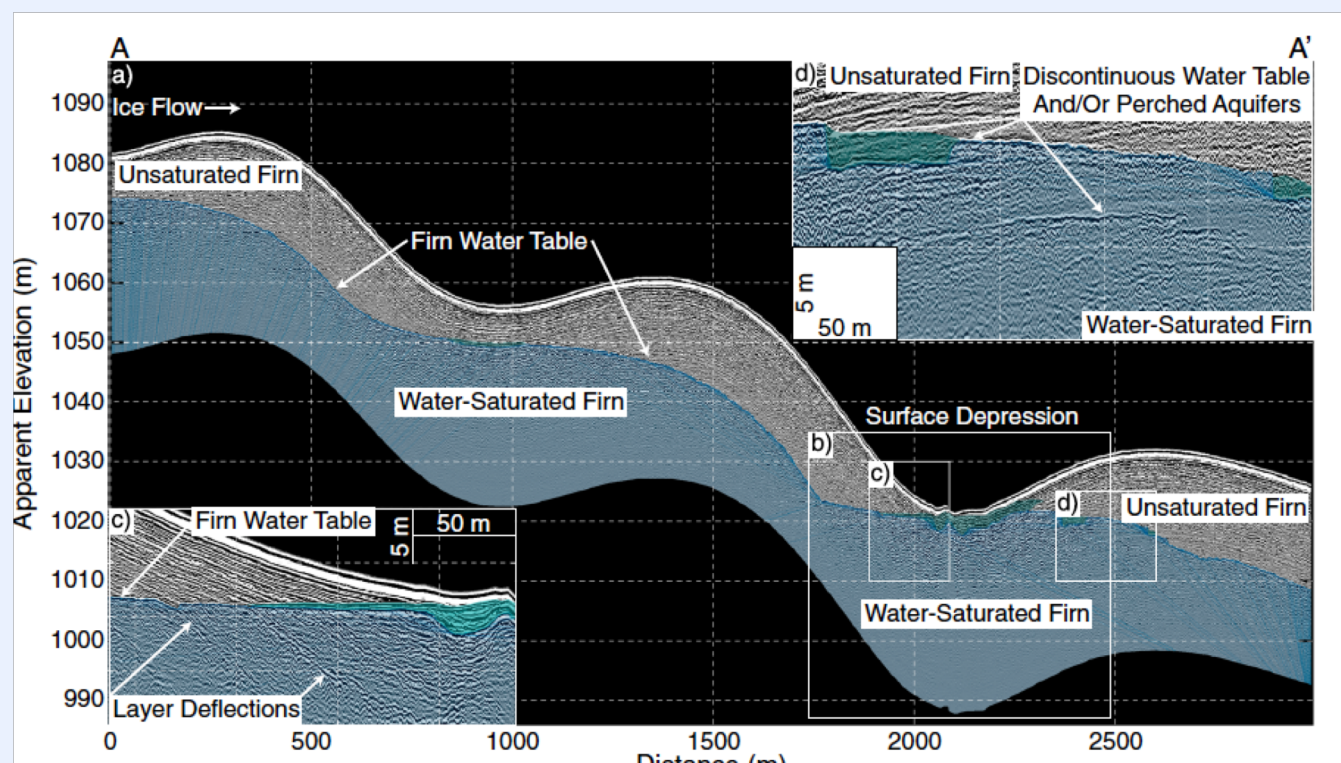 A
A'
a)
Ice Flow
Unsaturated Firn
Firn Water Table
Water-Saturated Firn
Surface Depression
b)
c)
d)
Unsaturated Firn
Water-Saturated Firn
d)
Unsaturated Firn
Discontinuous Water Table
And/Or Perched Aquifers
5 m
50 m
Water-Saturated Firn
c)
Firn Water Table
50 m
5 m
Layer Deflections
Apparent Elevation (m)
1090
1080
1070
1060
1050
1040
1030
1020
1010
1000
990
0
500
1000
1500
2000
2500
Distance (m)